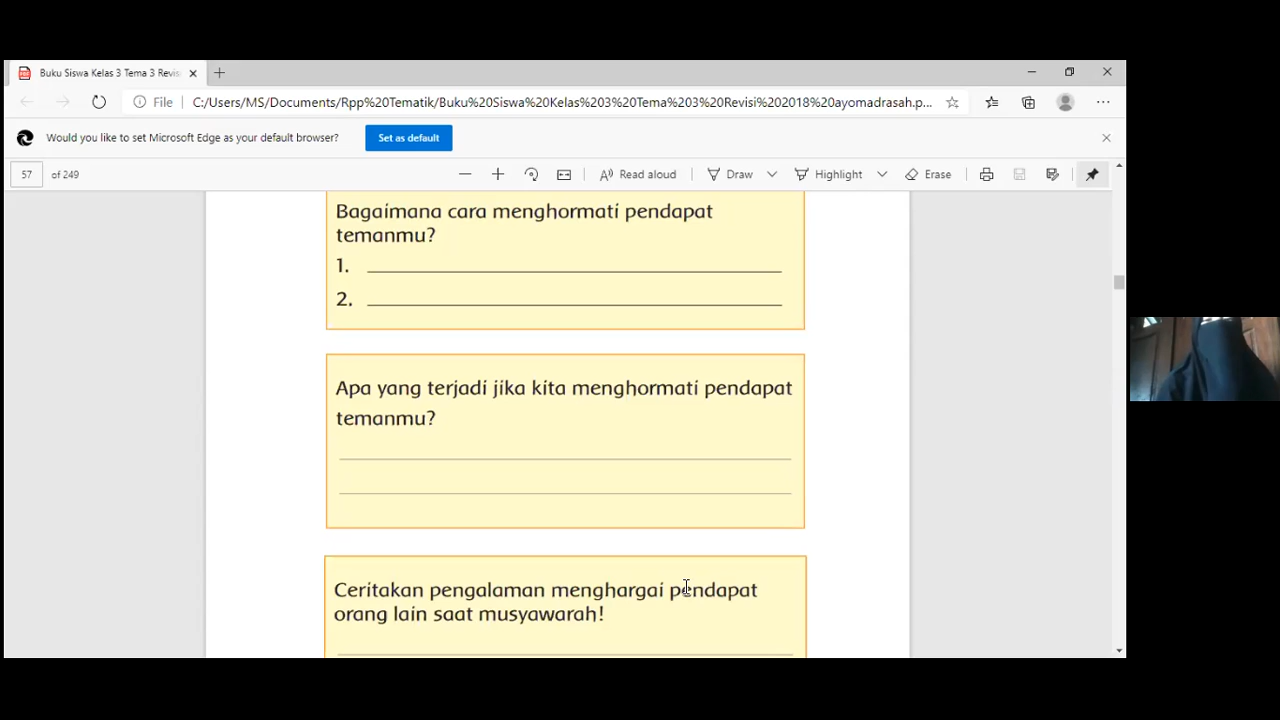 Buku Siswa Kelas 3 Tema 3 Revis
File C:/Users/MS/Documents/Rpp%20Tematik/Buku%20Siswa%20Kelas%203%20Tema%203%20Revisi%202018%20ayomadrasah.p...
Would you like to set Microsoft Edge as your default browser? Set as default
57 of 249 Read aloud Draw Highlight Erase
Bagaimana cara menghormati pendapat
temanmu?
1.
2.
Apa yang terjadi jika kita menghormati pendapat
temanmu?
Ceritakan pengalaman menghargai pendapat
orang lain saat musyawarah!